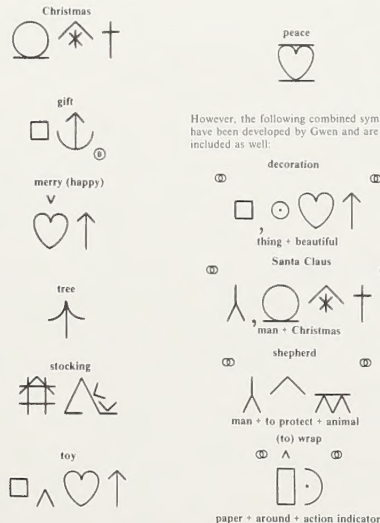 Christmas
gift
merry (happy)
tree
stocking
toy
peace
However, the following combined sym
have been developed by Gwen and are
included as well:
decoration
thing + beautiful
Santa Claus
man + Christmas
shepherd
man + to protect + animal
(to) wrap
paper + around + action indicator